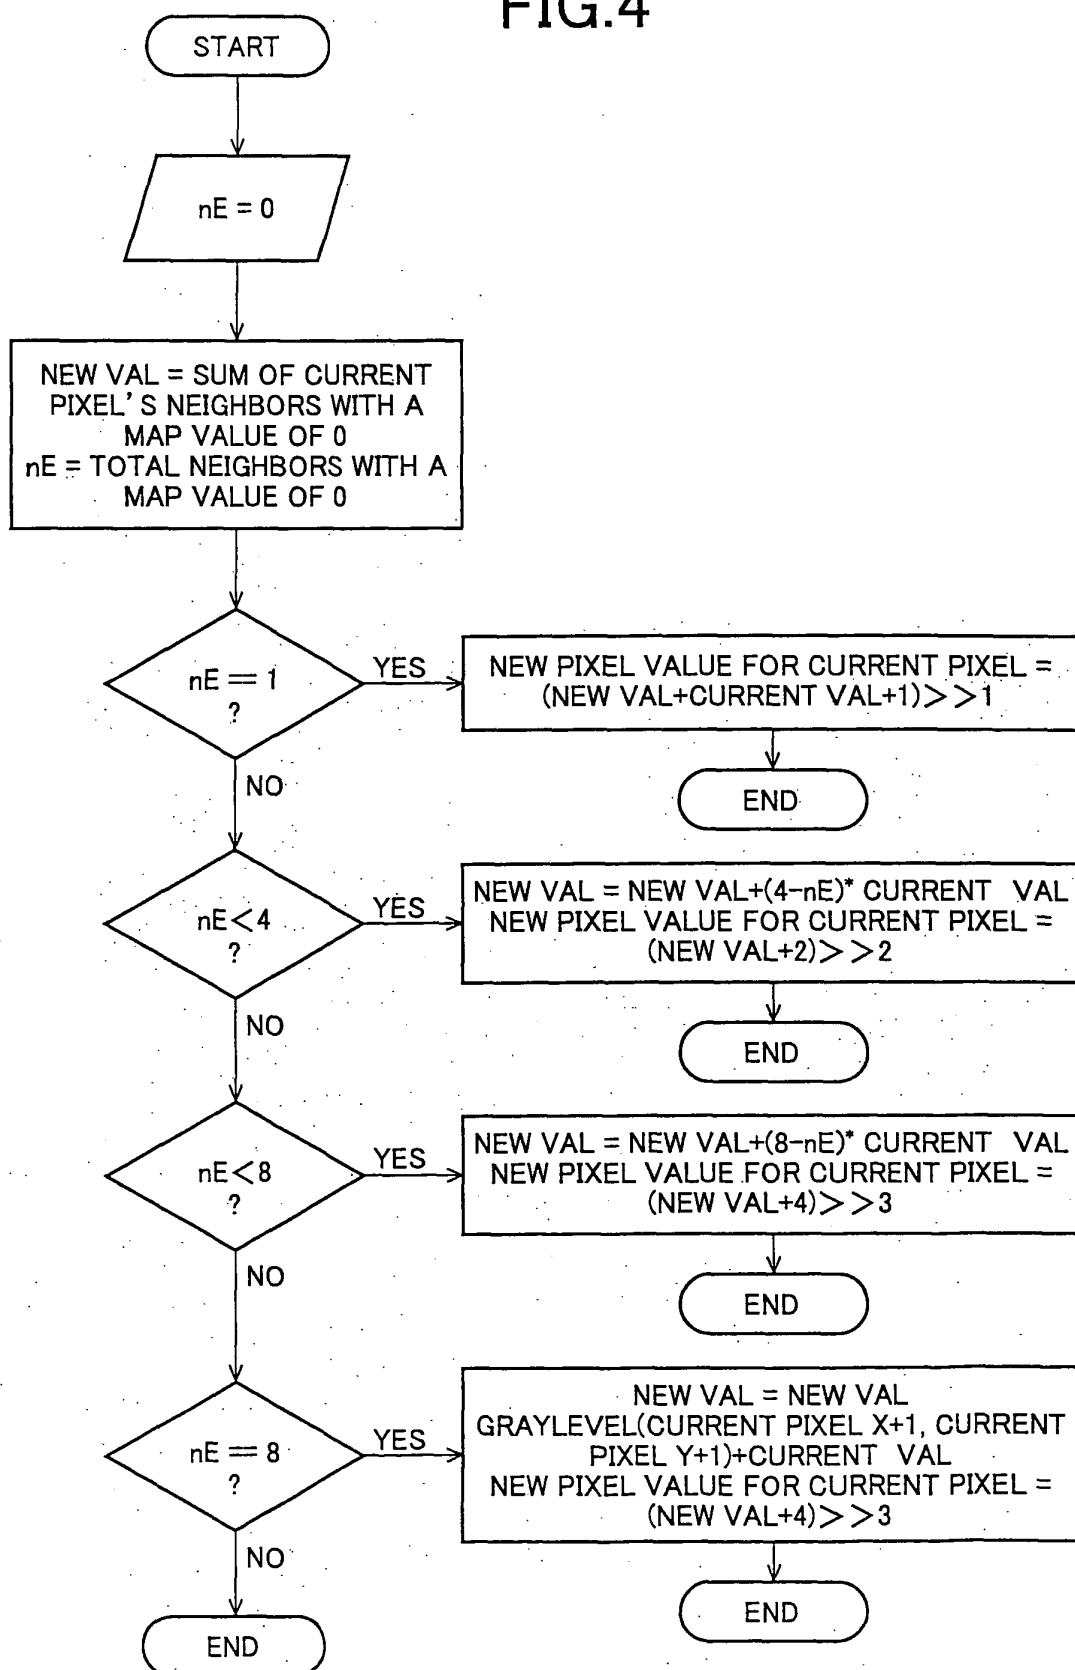 FIG.4
START
nE = 0
NEW VAL = SUM OF CURRENT
PIXEL'S NEIGHBORS WITH A
MAP VALUE OF 0
nE = TOTAL NEIGHBORS WITH A
MAP VALUE OF 0
nE == 1
?
YES
NEW PIXEL VALUE FOR CURRENT PIXEL =
(NEW VAL+CURRENT VAL+1)>>1
END
NO
nE<4
?
YES
NEW VAL = NEW VAL+(4-nE)* CURRENT VAL
NEW PIXEL VALUE FOR CURRENT PIXEL =
(NEW VAL+2)>>2
END
NO
nE<8
?
YES
NEW VAL = NEW VAL+(8-nE)* CURRENT VAL
NEW PIXEL VALUE FOR CURRENT PIXEL =
(NEW VAL+4)>>3
END
NO
nE == 8
?
YES
NEW VAL = NEW VAL
GRAYLEVEL(CURRENT PIXEL X+1, CURRENT
PIXEL Y+1)+CURRENT VAL
NEW PIXEL VALUE FOR CURRENT PIXEL =
(NEW VAL+4)>>3
END
NO
END